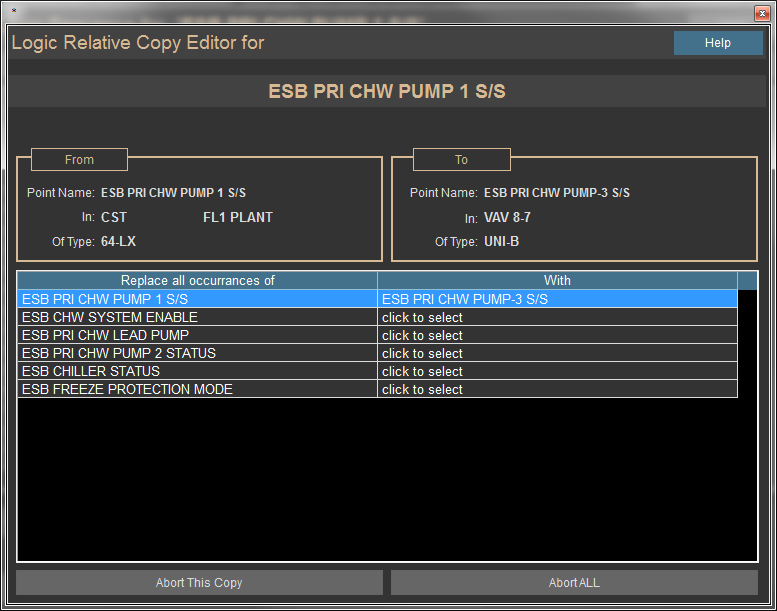 *
x
Logic Relative Copy Editor for
Help
ESB PRI CHW PUMP 1 S/S
From
Point Name: ESB PRI CHW PUMP 1 S/S
In: CST FL1 PLANT
Of Type: 64-LX
To
Point Name: ESB PRI CHW PUMP-3 S/S
In: VAV 8-7
Of Type: UNI-B
Replace all occurrances of With
ESB PRI CHW PUMP 1 S/S ESB PRI CHW PUMP-3 S/S
ESB CHW SYSTEM ENABLE click to select
ESB PRI CHW LEAD PUMP click to select
ESB PRI CHW PUMP 2 STATUS click to select
ESB CHILLER STATUS click to select
ESB FREEZE PROTECTION MODE click to select
Abort This Copy AbortALL